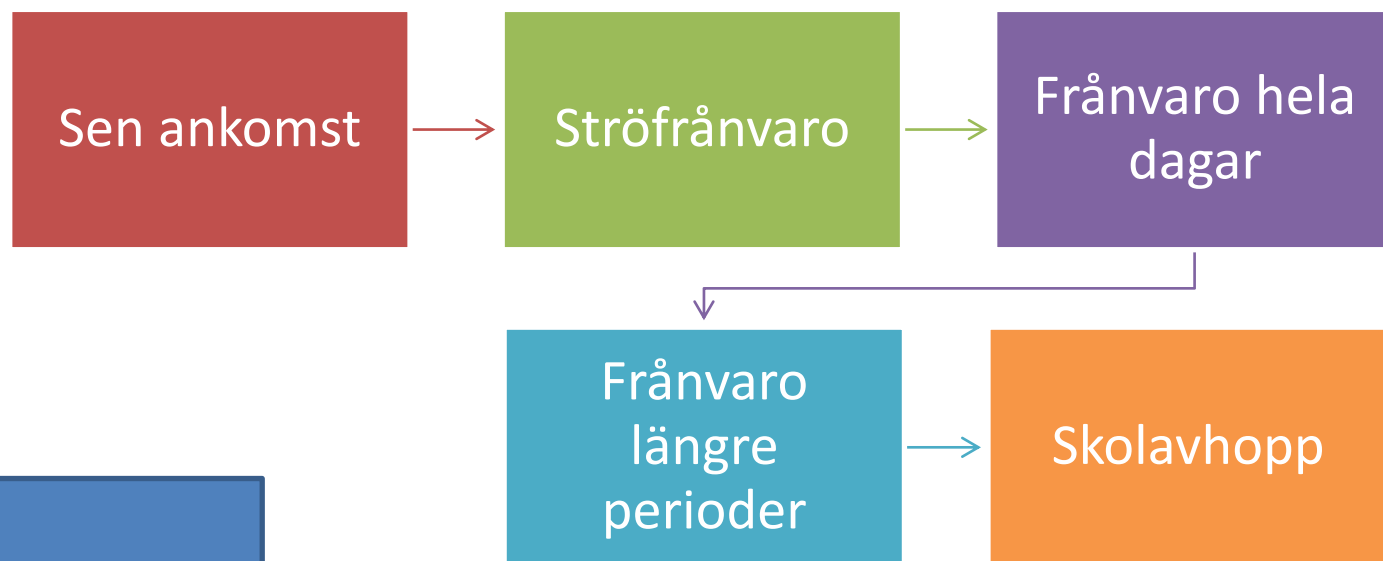 Sen ankomst
Ströfrånvaro
Frånvaro hela
dagar
Frånvaro
längre
perioder
Skolavhopp